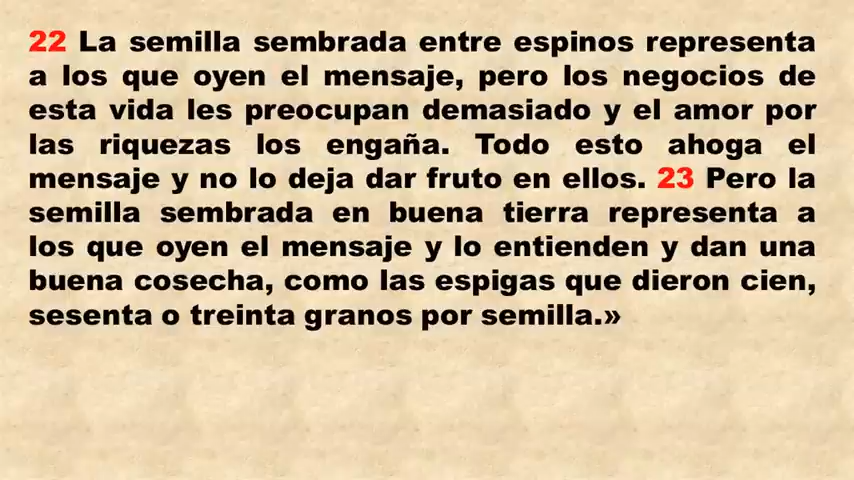 22 La semilla sembrada entre espinos representa
a los que oyen el mensaje, pero los negocios de
esta vida les preocupan demasiado y el amor por
las riquezas los engaña. Todo esto ahoga el
mensaje y no lo deja dar fruto en ellos. 23 Pero la
semilla sembrada en buena tierra representa a
los que oyen el mensaje y lo entienden y dan una
buena cosecha, como las espigas que dieron cien,
sesenta o treinta granos por semilla.»